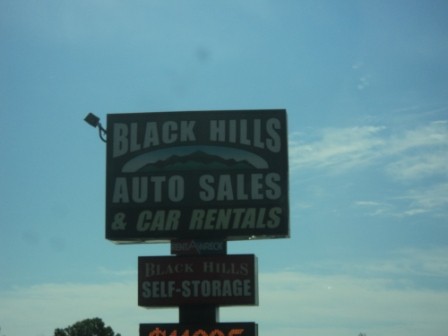 BLACK HILLS
AUTO SALES
& CAR RENTALS
BLACK HILLS
SELF-STORAGE